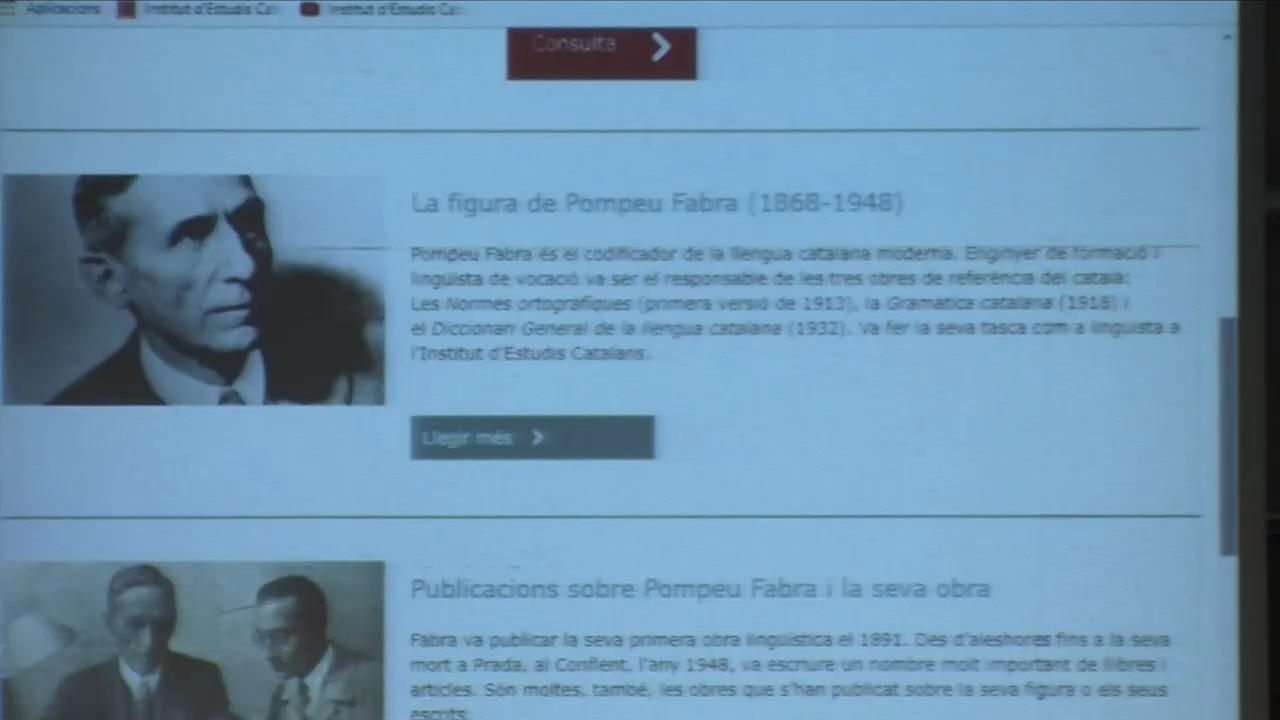 Aplicacions Institut d'Estudis Cat Institut d'Estudis Cat
Consulta
La figura de Pompeu Fabra (1868-1948)
Pompeu Fabra és el codificador de la llengua catalana moderna. Enginyer de formació i
lingüista de vocació va ser el responsable de les tres obres de referència del català:
Les Normes ortogràfiques (primera versió de 1913), la Gramàtica catalana (1918) i
el Diccionari General de la llengua catalana (1932). Va fer la seva tasca com a lingüista a
l'Institut d'Estudis Catalans.
Llegir més
Publicacions sobre Pompeu Fabra i la seva obra
Fabra va publicar la seva primera obra lingüística el 1891. Des d'aleshores fins a la seva
mort a Prada, al Conflent, l'any 1948, va escriure un nombre molt important de llibres i
articles. Són moltes, també, les obres que s'han publicat sobre la seva figura o els seus
escrits.